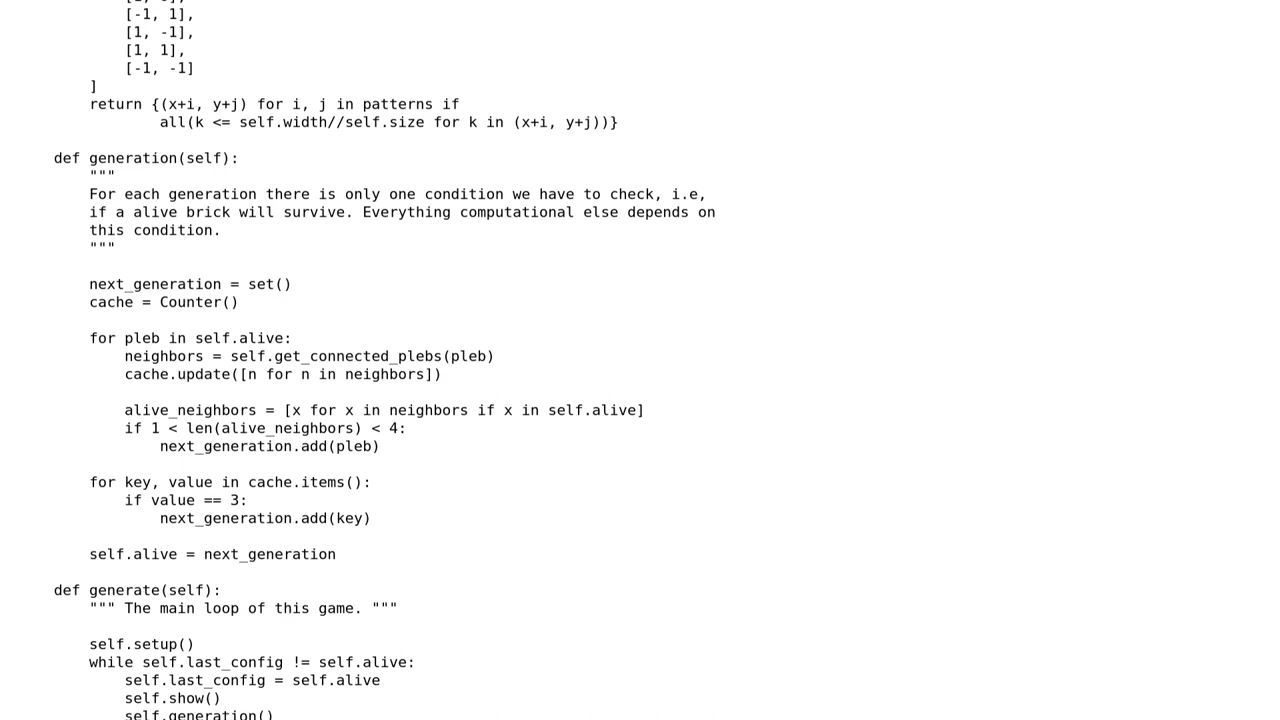 [-1, 1],
[1, -1],
[1, 1],
[-1, -1]
]
return {(x+i, y+j) for i, j in patterns if
all(k <= self.width//self.size for k in (x+i, y+j))}
def generation(self):
"""
For each generation there is only one condition we have to check, i.e,
if a alive brick will survive. Everything computational else depends on
this condition.
"""
next_generation = set()
cache = Counter()
for pleb in self.alive:
neighbors = self.get_connected_plebs(pleb)
cache.update([n for n in neighbors])
alive_neighbors = [x for x in neighbors if x in self.alive]
if 1 < len(alive_neighbors) < 4:
next_generation.add(pleb)
for key, value in cache.items():
if value == 3:
next_generation.add(key)
self.alive = next_generation
def generate(self):
""" The main loop of this game. """
self.setup()
while self.last_config != self.alive:
self.last_config = self.alive
self.show()
self.generation()